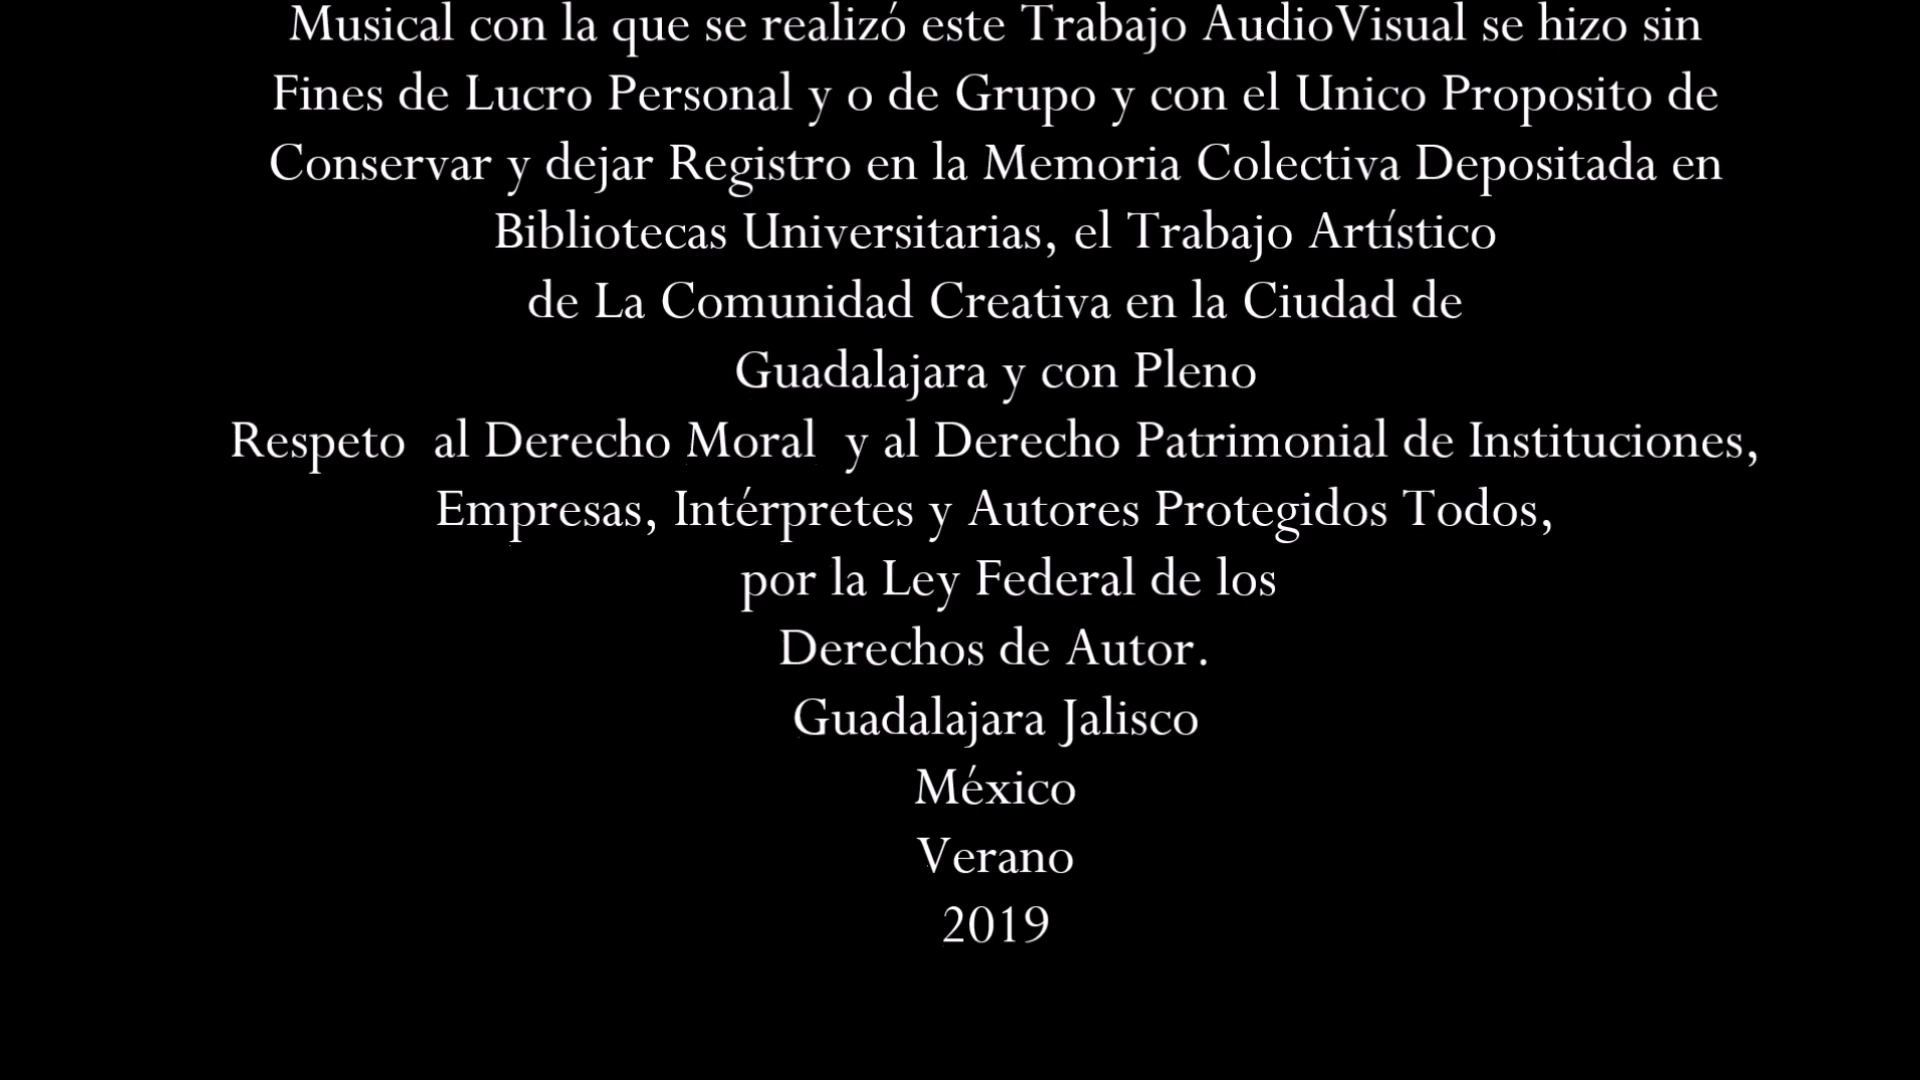 Musical con la que se realizó este Trabajo AudioVisual se hizo sin
Fines de Lucro Personal y o de Grupo y con el Unico Proposito de
Conservar y dejar Registro en la Memoria Colectiva Depositada en
Bibliotecas Universitarias, el Trabajo Artístico
de La Comunidad Creativa en la Ciudad de
Guadalajara y con Pleno
Respeto  al Derecho Moral  y al Derecho Patrimonial de Instituciones,
Empresas, Intérpretes y Autores Protegidos Todos,
por la Ley Federal de los
Derechos de Autor.
Guadalajara Jalisco
México
Verano
2019